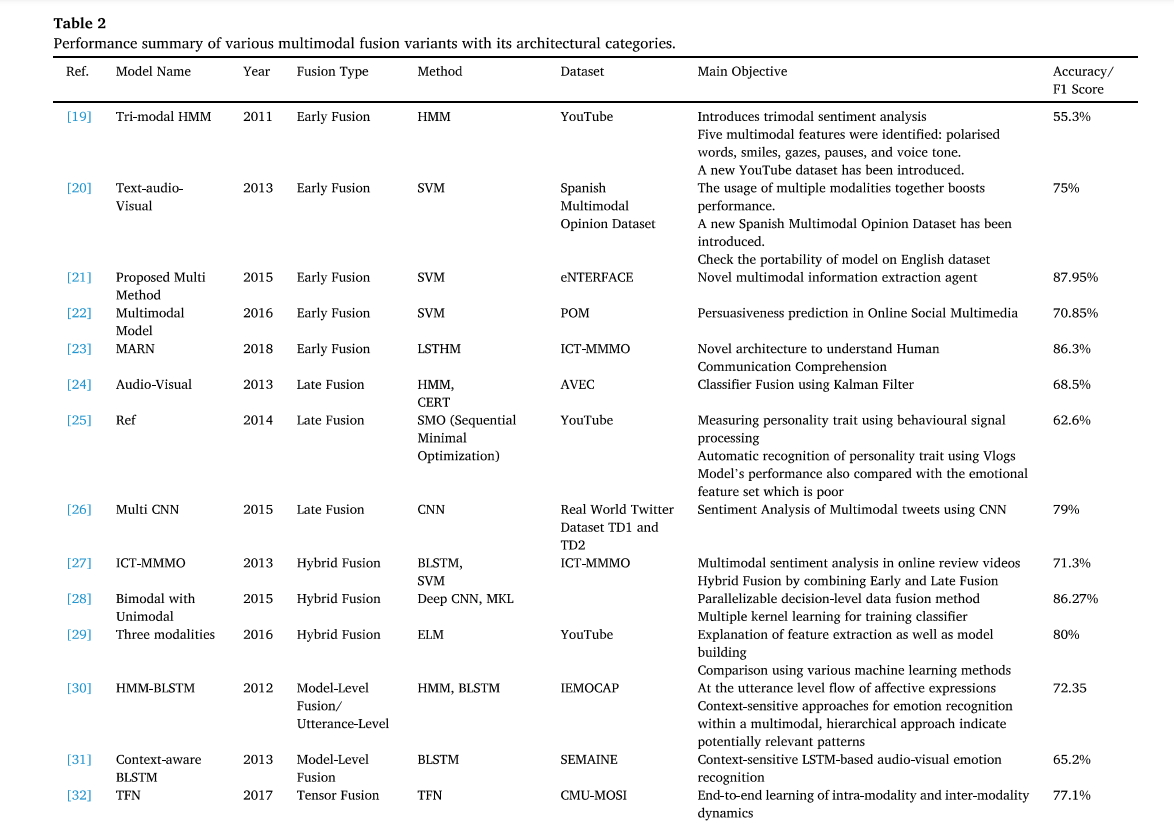 Table 2
Performance summary of various multimodal fusion variants with its architectural categories.
Ref. Model Name Year Fusion Type Method Dataset Main Objective Accuracy/
F1 Score
[19] Tri-modal HMM 2011 Early Fusion HMM YouTube Introduces trimodal sentiment analysis 55.3%
Five multimodal features were identified: polarised
words, smiles, gazes, pauses, and voice tone.
A new YouTube dataset has been introduced.
[20] Text-audio- 2013 Early Fusion SVM Spanish The usage of multiple modalities together boosts 75%
Visual Multimodal performance.
Opinion Dataset A new Spanish Multimodal Opinion Dataset has been
introduced.
Check the portability of model on English dataset
[21] Proposed Multi 2015 Early Fusion SVM eNTERFACE Novel multimodal information extraction agent 87.95%
Method
[22] Multimodal 2016 Early Fusion SVM POM Persuasiveness prediction in Online Social Multimedia 70.85%
Model
[23] MARN 2018 Early Fusion LSTHM ICT-MMMO Novel architecture to understand Human 86.3%
Communication Comprehension
[24] Audio-Visual 2013 Late Fusion HMM, AVEC Classifier Fusion using Kalman Filter 68.5%
CERT
[25] Ref 2014 Late Fusion SMO (Sequential YouTube Measuring personality trait using behavioural signal 62.6%
Minimal processing
Optimization) Automatic recognition of personality trait using Vlogs
Model's performance also compared with the emotional
feature set which is poor
[26] Multi CNN 2015 Late Fusion CNN Real World Twitter Sentiment Analysis of Multimodal tweets using CNN 79%
Dataset TD1 and
TD2
[27] ICT-MMMO 2013 Hybrid Fusion BLSTM, ICT-MMMO Multimodal sentiment analysis in online review videos 71.3%
SVM Hybrid Fusion by combining Early and Late Fusion
[28] Bimodal with 2015 Hybrid Fusion Deep CNN, MKL Parallelizable decision-level data fusion method 86.27%
Unimodal Multiple kernel learning for training classifier
[29] Three modalities 2016 Hybrid Fusion ELM YouTube Explanation of feature extraction as well as model 80%
building
Comparison using various machine learning methods
[30] HMM-BLSTM 2012 Model-Level HMM, BLSTM IEMOCAP At the utterance level flow of affective expressions 72.35
Fusion/ Context-sensitive approaches for emotion recognition
Utterance-Level within a multimodal, hierarchical approach indicate
potentially relevant patterns
[31] Context-aware 2013 Model-Level BLSTM SEMAINE Context-sensitive LSTM-based audio-visual emotion 65.2%
BLSTM Fusion recognition
[32] TFN 2017 Tensor Fusion TFN CMU-MOSI End-to-end learning of intra-modality and inter-modality 77.1%
dynamics